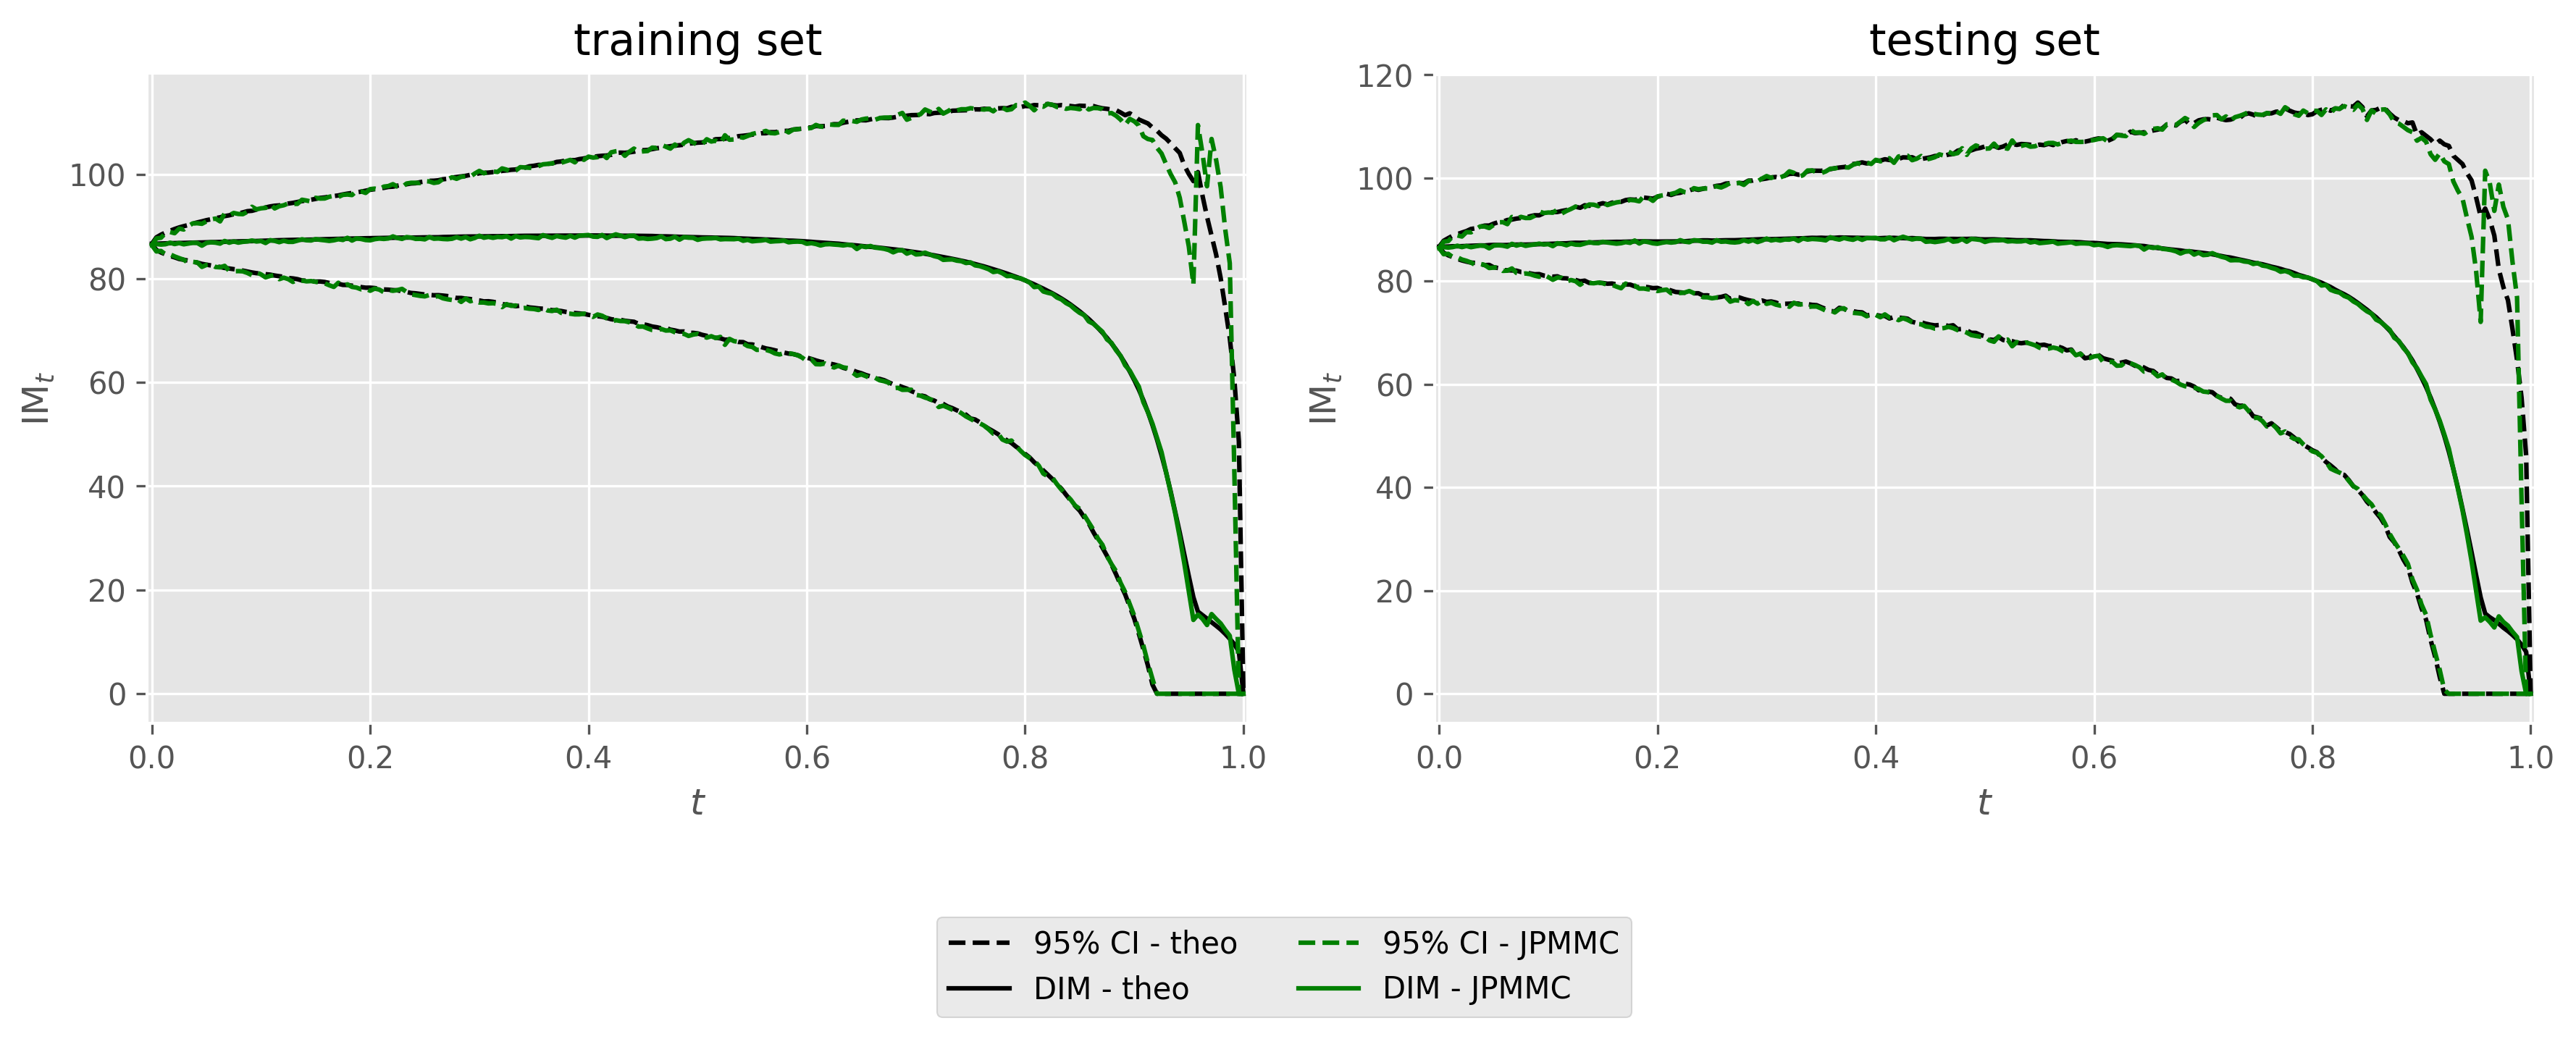 training set
testing set
IM_t
100
80
60
40
20
0
0.0 0.2 0.4 0.6 0.8 1.0
t
IM_t
120
100
80
60
40
20
0
0.0 0.2 0.4 0.6 0.8 1.0
t
95% CI - theo
DIM - theo
95% CI - JPMMC
DIM - JPMMC